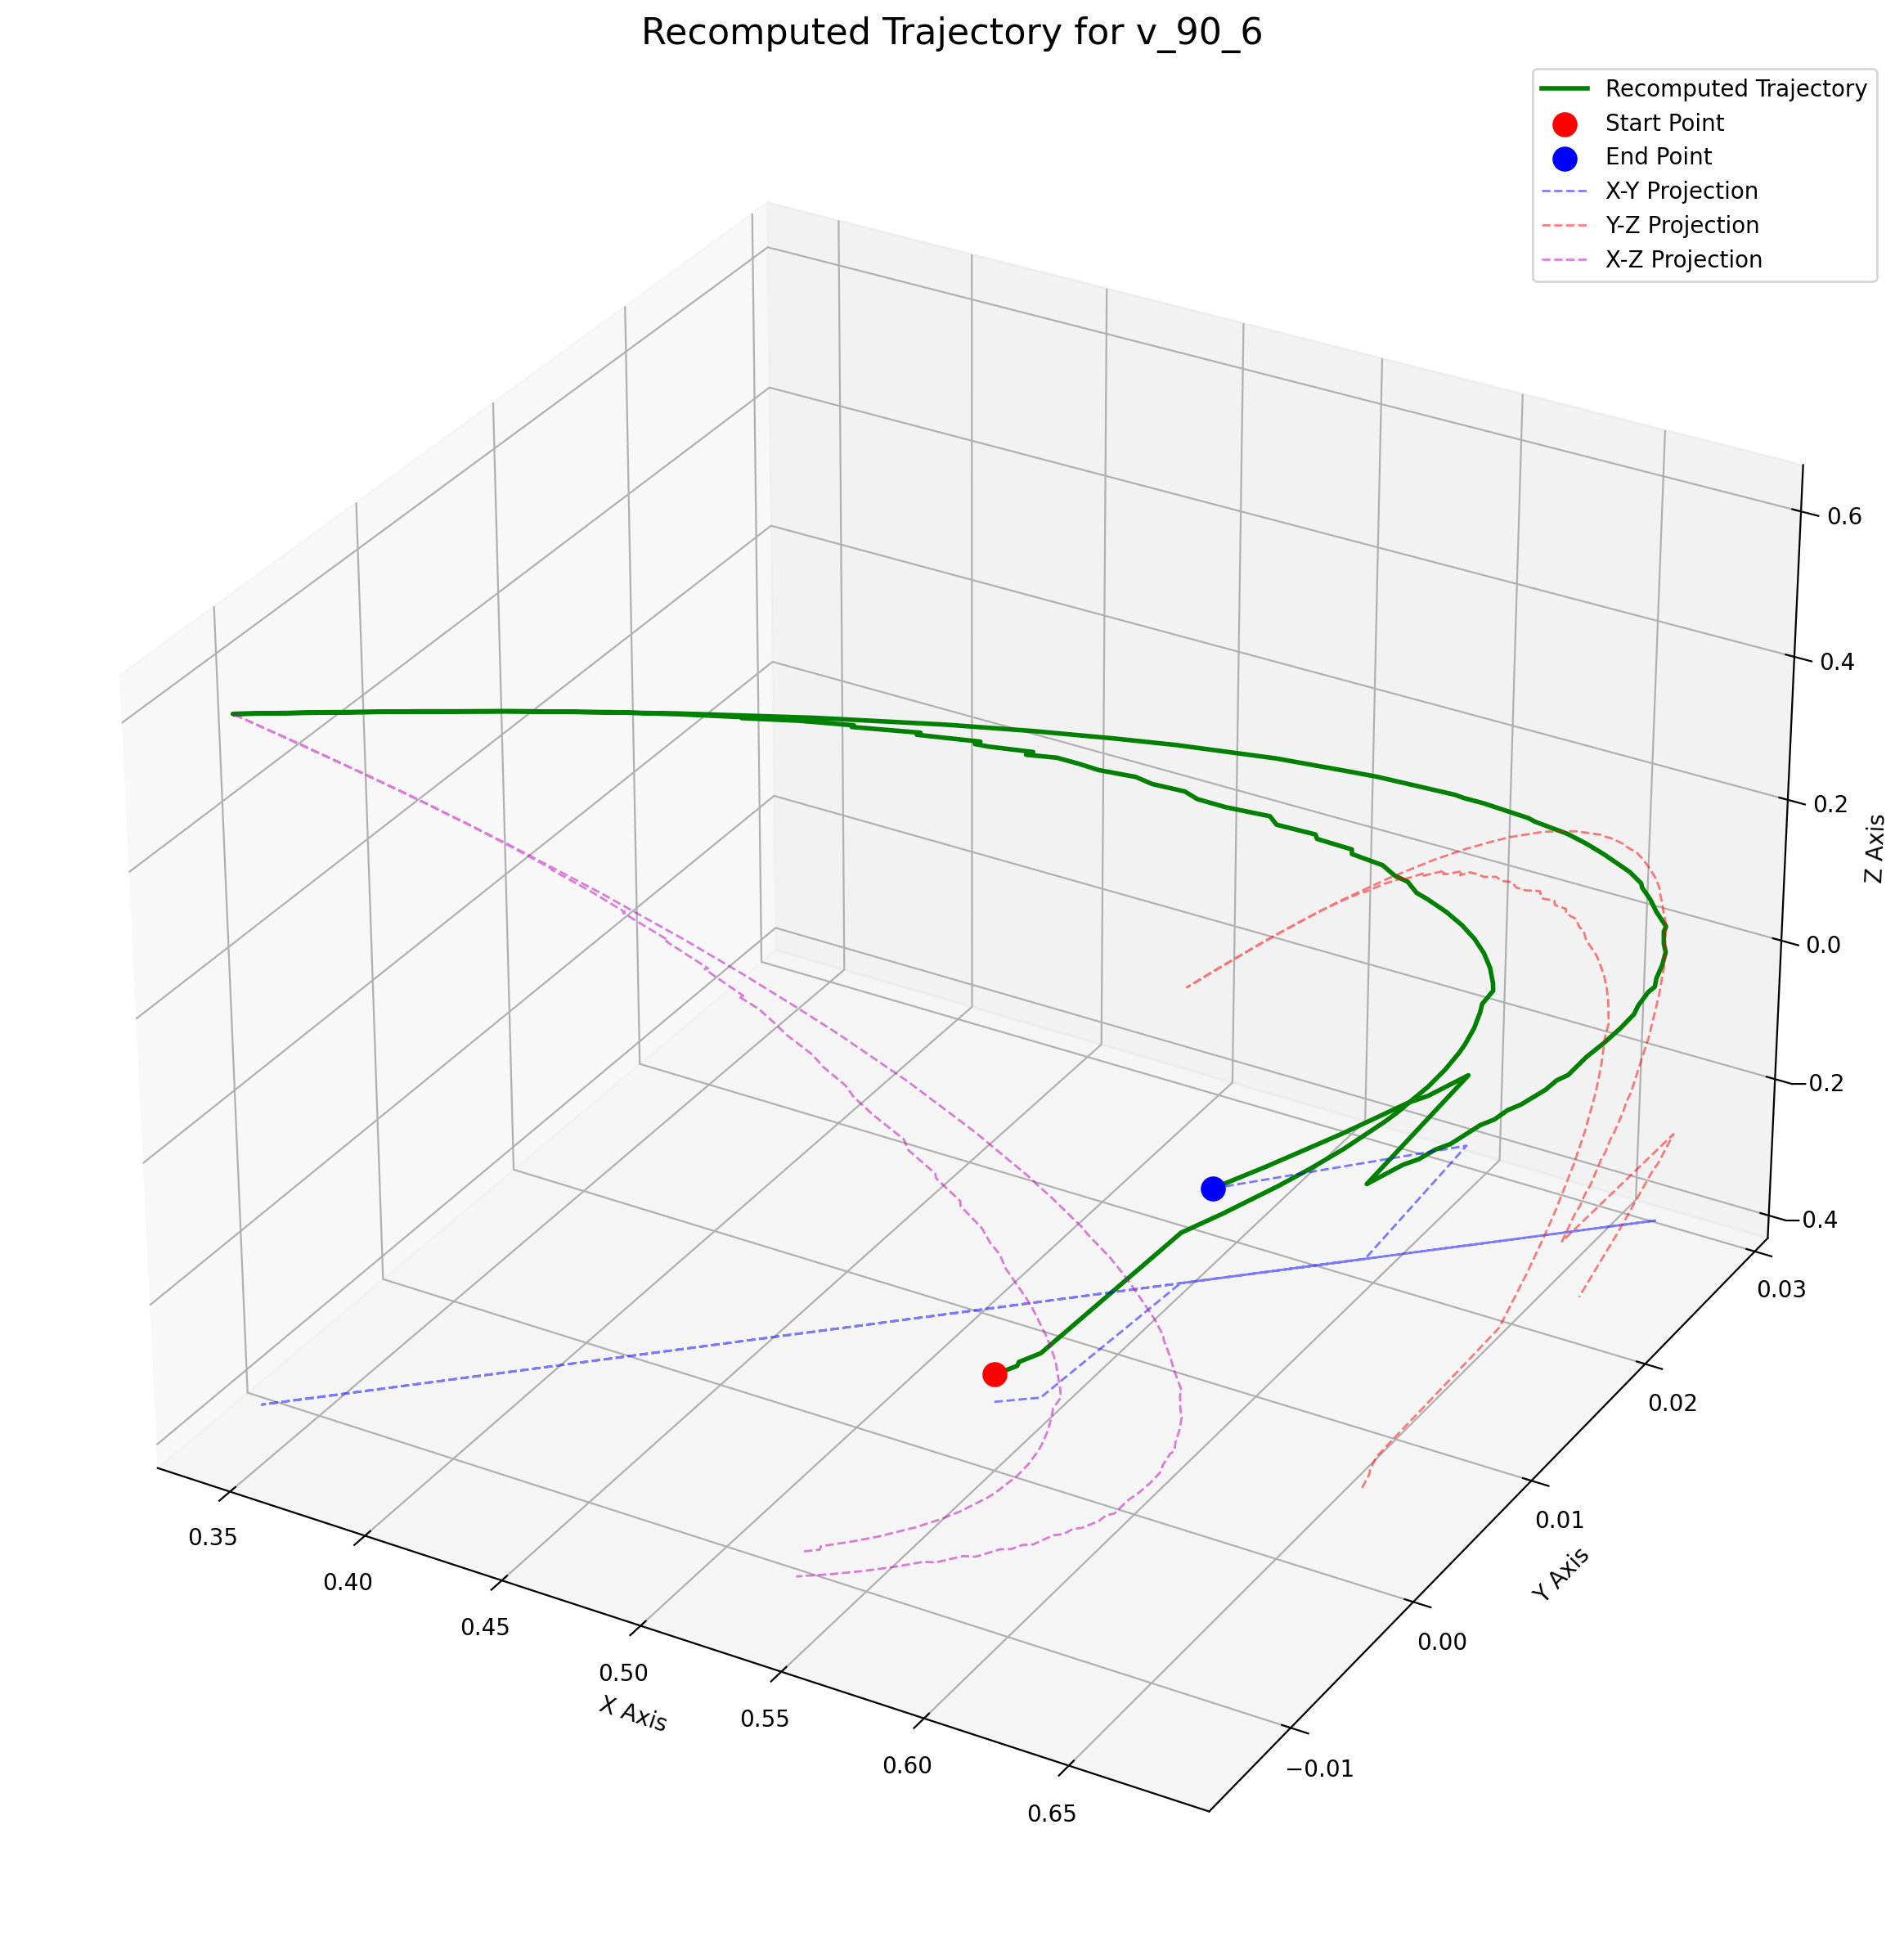 Recomputed Trajectory for v_90_6
Recomputed Trajectory
Start Point
End Point
X-Y Projection
Y-Z Projection
X-Z Projection
0.6
0.4
0.2
0.0
−0.2
−0.4
Z Axis
0.03
0.02
0.01
0.00
−0.01
Y Axis
0.35
0.40
0.45
0.50
0.55
0.60
0.65
X Axis